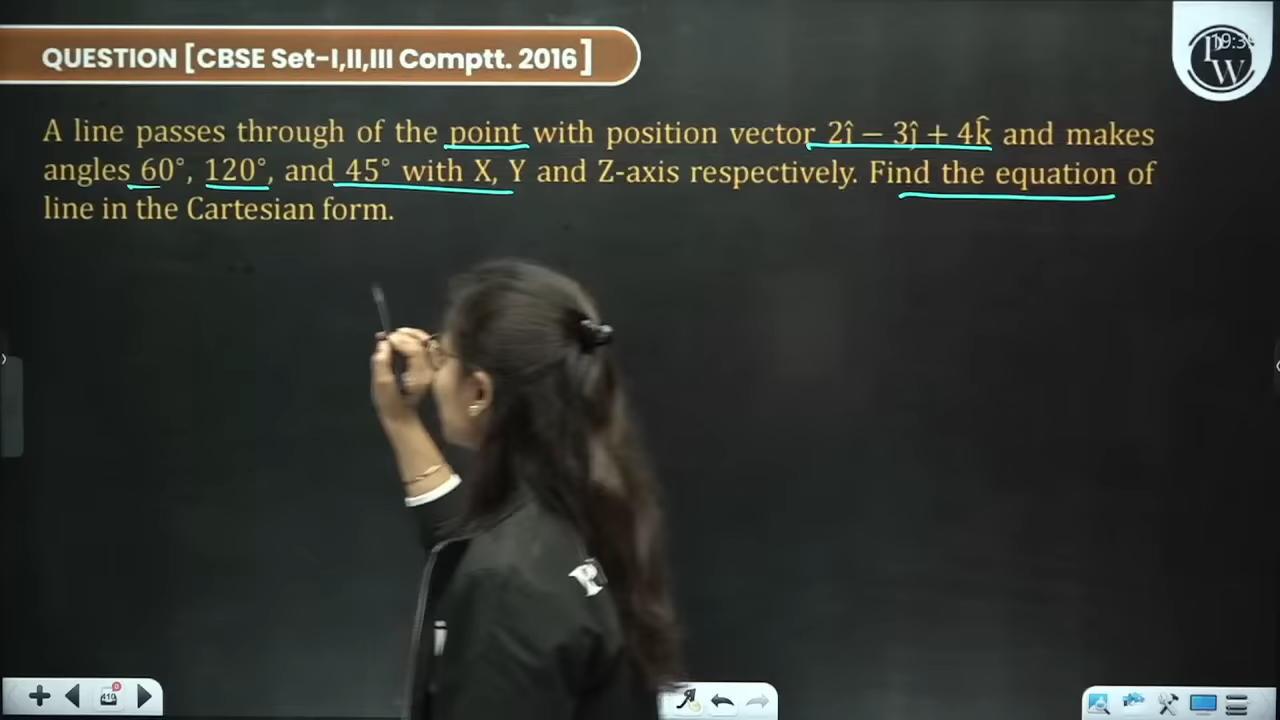 QUESTION [CBSE Set-I,II,III Comptt. 2016]
A line passes through of the point with position vector 2î − 3ĵ + 4k̂ and makes
angles 60°, 120°, and 45° with X, Y and Z-axis respectively. Find the equation of
line in the Cartesian form.
P
W